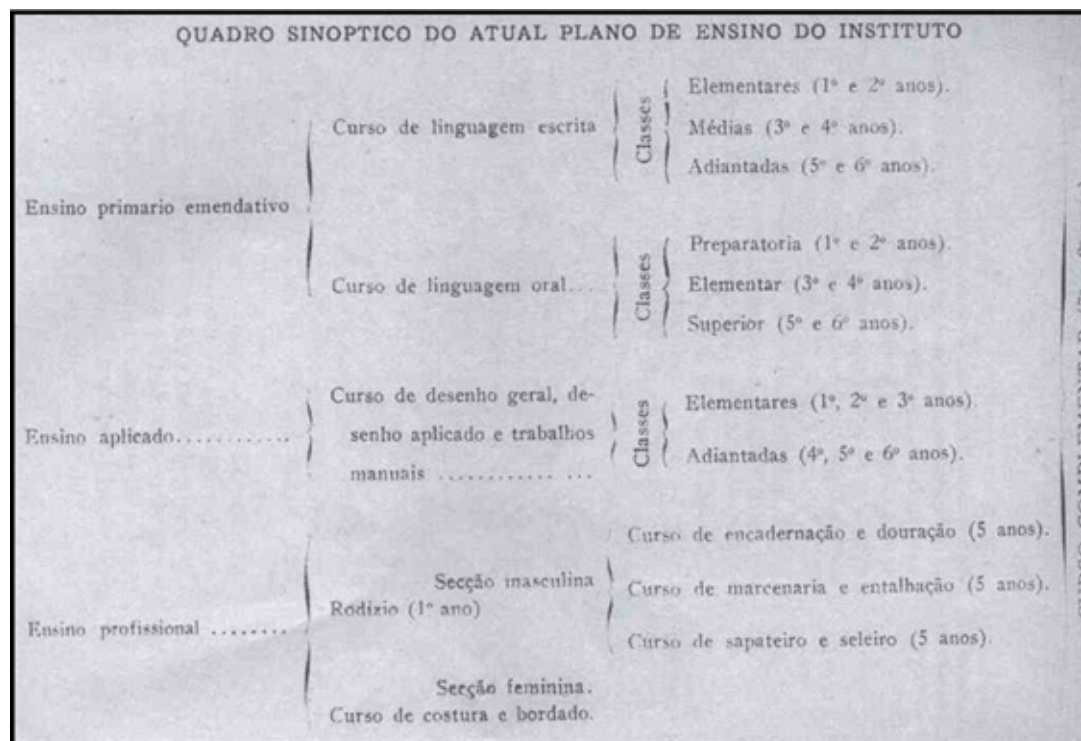 QUADRO SINOPTICO DO ATUAL PLANO DE ENSINO DO INSTITUTO
Ensino primario emendativo
Curso de linguagem escrita
Classes
Elementares (1º e 2º anos).
Médias (3º e 4º anos).
Adiantadas (5º e 6º anos).
Curso de linguagem oral...
Classes
Preparatoria (1º e 2º anos).
Elementar (3º e 4º anos).
Superior (5º e 6º anos).
Ensino aplicado............
Curso de desenho geral, de-
senho aplicado e trabalhos
manuais ............ ...
Classes
Elementares (1º, 2º e 3º anos).
Adiantadas (4º, 5º e 6º anos).
Ensino profissional ........
Secção masculina
Rodizio (1º ano)
Curso de encadernação e douração (5 anos).
Curso de marcenaria e entalhação (5 anos).
Curso de sapateiro e seleiro (5 anos).
Secção feminina.
Curso de costura e bordado.